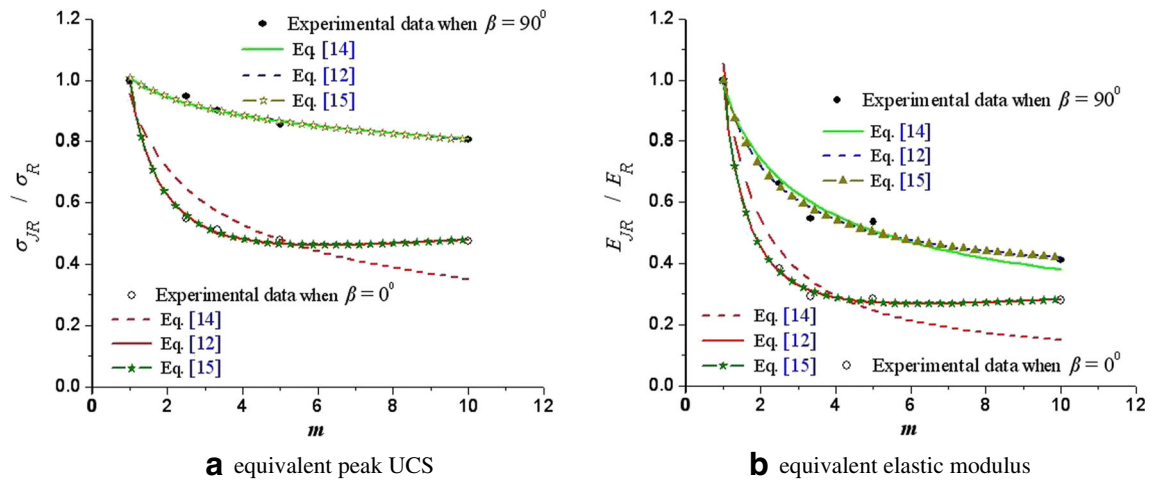 1.2
1.0
0.8
0.6
0.4
0.2
0.0
σ_JR / σ_R
Experimental data when β = 90⁰
Eq. [14]
Eq. [12]
Eq. [15]
Experimental data when β = 0⁰
Eq. [14]
Eq. [12]
Eq. [15]
0 2 4 6 8 10 12
m
a equivalent peak UCS
1.2
1.0
0.8
0.6
0.4
0.2
0.0
E_JR / E_R
Experimental data when β = 90⁰
Eq. [14]
Eq. [12]
Eq. [15]
Eq. [14]
Eq. [12]
Eq. [15]
Experimental data when β = 0⁰
0 2 4 6 8 10 12
m
b equivalent elastic modulus